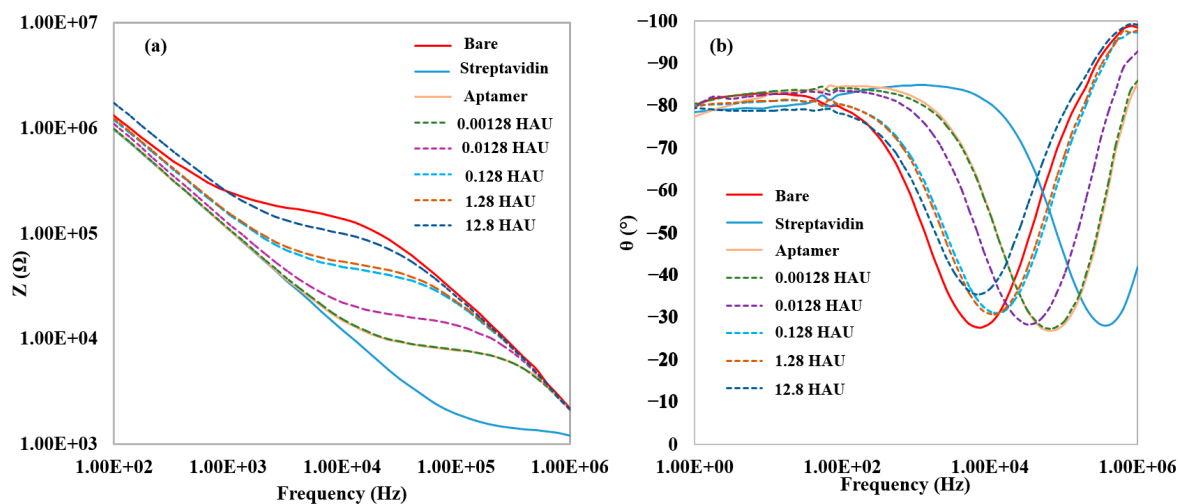 1.00E+07
1.00E+06
1.00E+05
1.00E+04
1.00E+03
Z (Ω)
(a)
Bare
Streptavidin
Aptamer
0.00128 HAU
0.0128 HAU
0.128 HAU
1.28 HAU
12.8 HAU
1.00E+02 1.00E+03 1.00E+04 1.00E+05 1.00E+06
Frequency (Hz)
−100
−90
−80
−70
−60
−50
−40
−30
−20
−10
0
θ (°)
(b)
Bare
Streptavidin
Aptamer
0.00128 HAU
0.0128 HAU
0.128 HAU
1.28 HAU
12.8 HAU
1.00E+00 1.00E+02 1.00E+04 1.00E+06
Frequency (Hz)